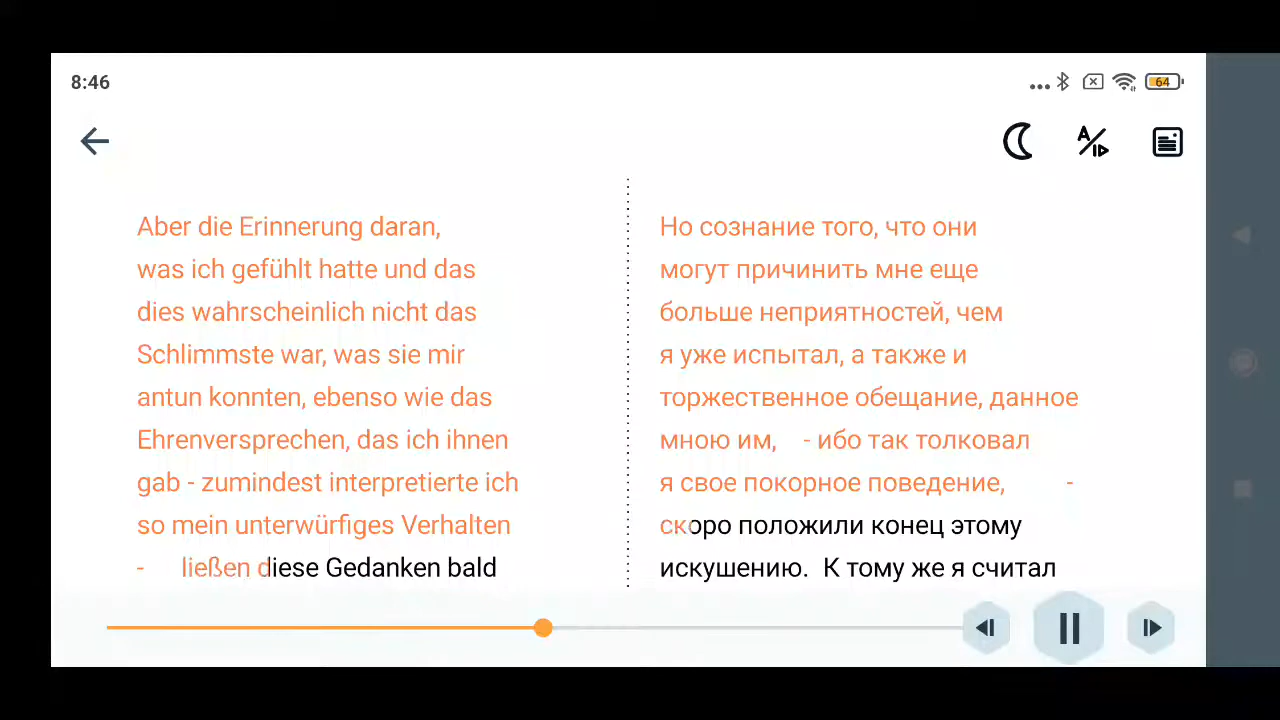 8:46
64
Aber die Erinnerung daran,
was ich gefühlt hatte und das
dies wahrscheinlich nicht das
Schlimmste war, was sie mir
antun konnten, ebenso wie das
Ehrenversprechen, das ich ihnen
gab - zumindest interpretierte ich
so mein unterwürfiges Verhalten
- ließen diese Gedanken bald
Но сознание того, что они
могут причинить мне еще
больше неприятностей, чем
я уже испытал, а также и
торжественное обещание, данное
мною им, - ибо так толковал
я свое покорное поведение, -
скоро положили конец этому
искушению. К тому же я считал